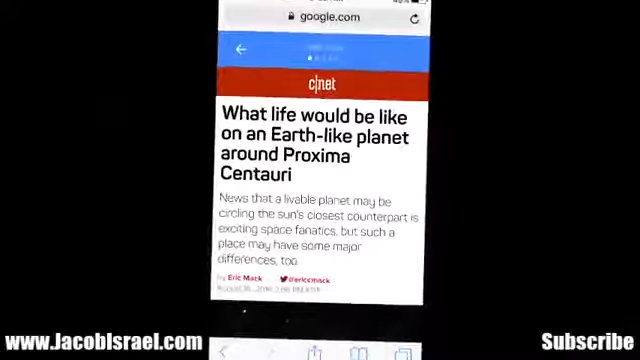 google.com
c|net
What life would be like
on an Earth-like planet
around Proxima
Centauri
News that a livable planet may be
circling the sun's closest counterpart is
exciting space fanatics, but such a
place may have some major
differences, too.
by Eric Mack @ericcmack
www.JacobIsrael.com
Subscribe